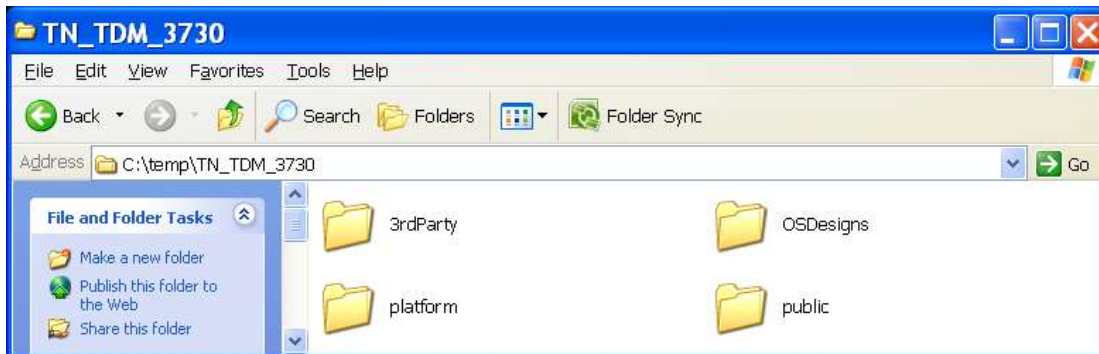 TN_TDM_3730
File Edit View Favorites Tools Help
Back Search Folders Folder Sync
Address C:\temp\TN_TDM_3730 Go
File and Folder Tasks
Make a new folder
Publish this folder to
the Web
Share this folder
3rdParty OSDesigns
platform public